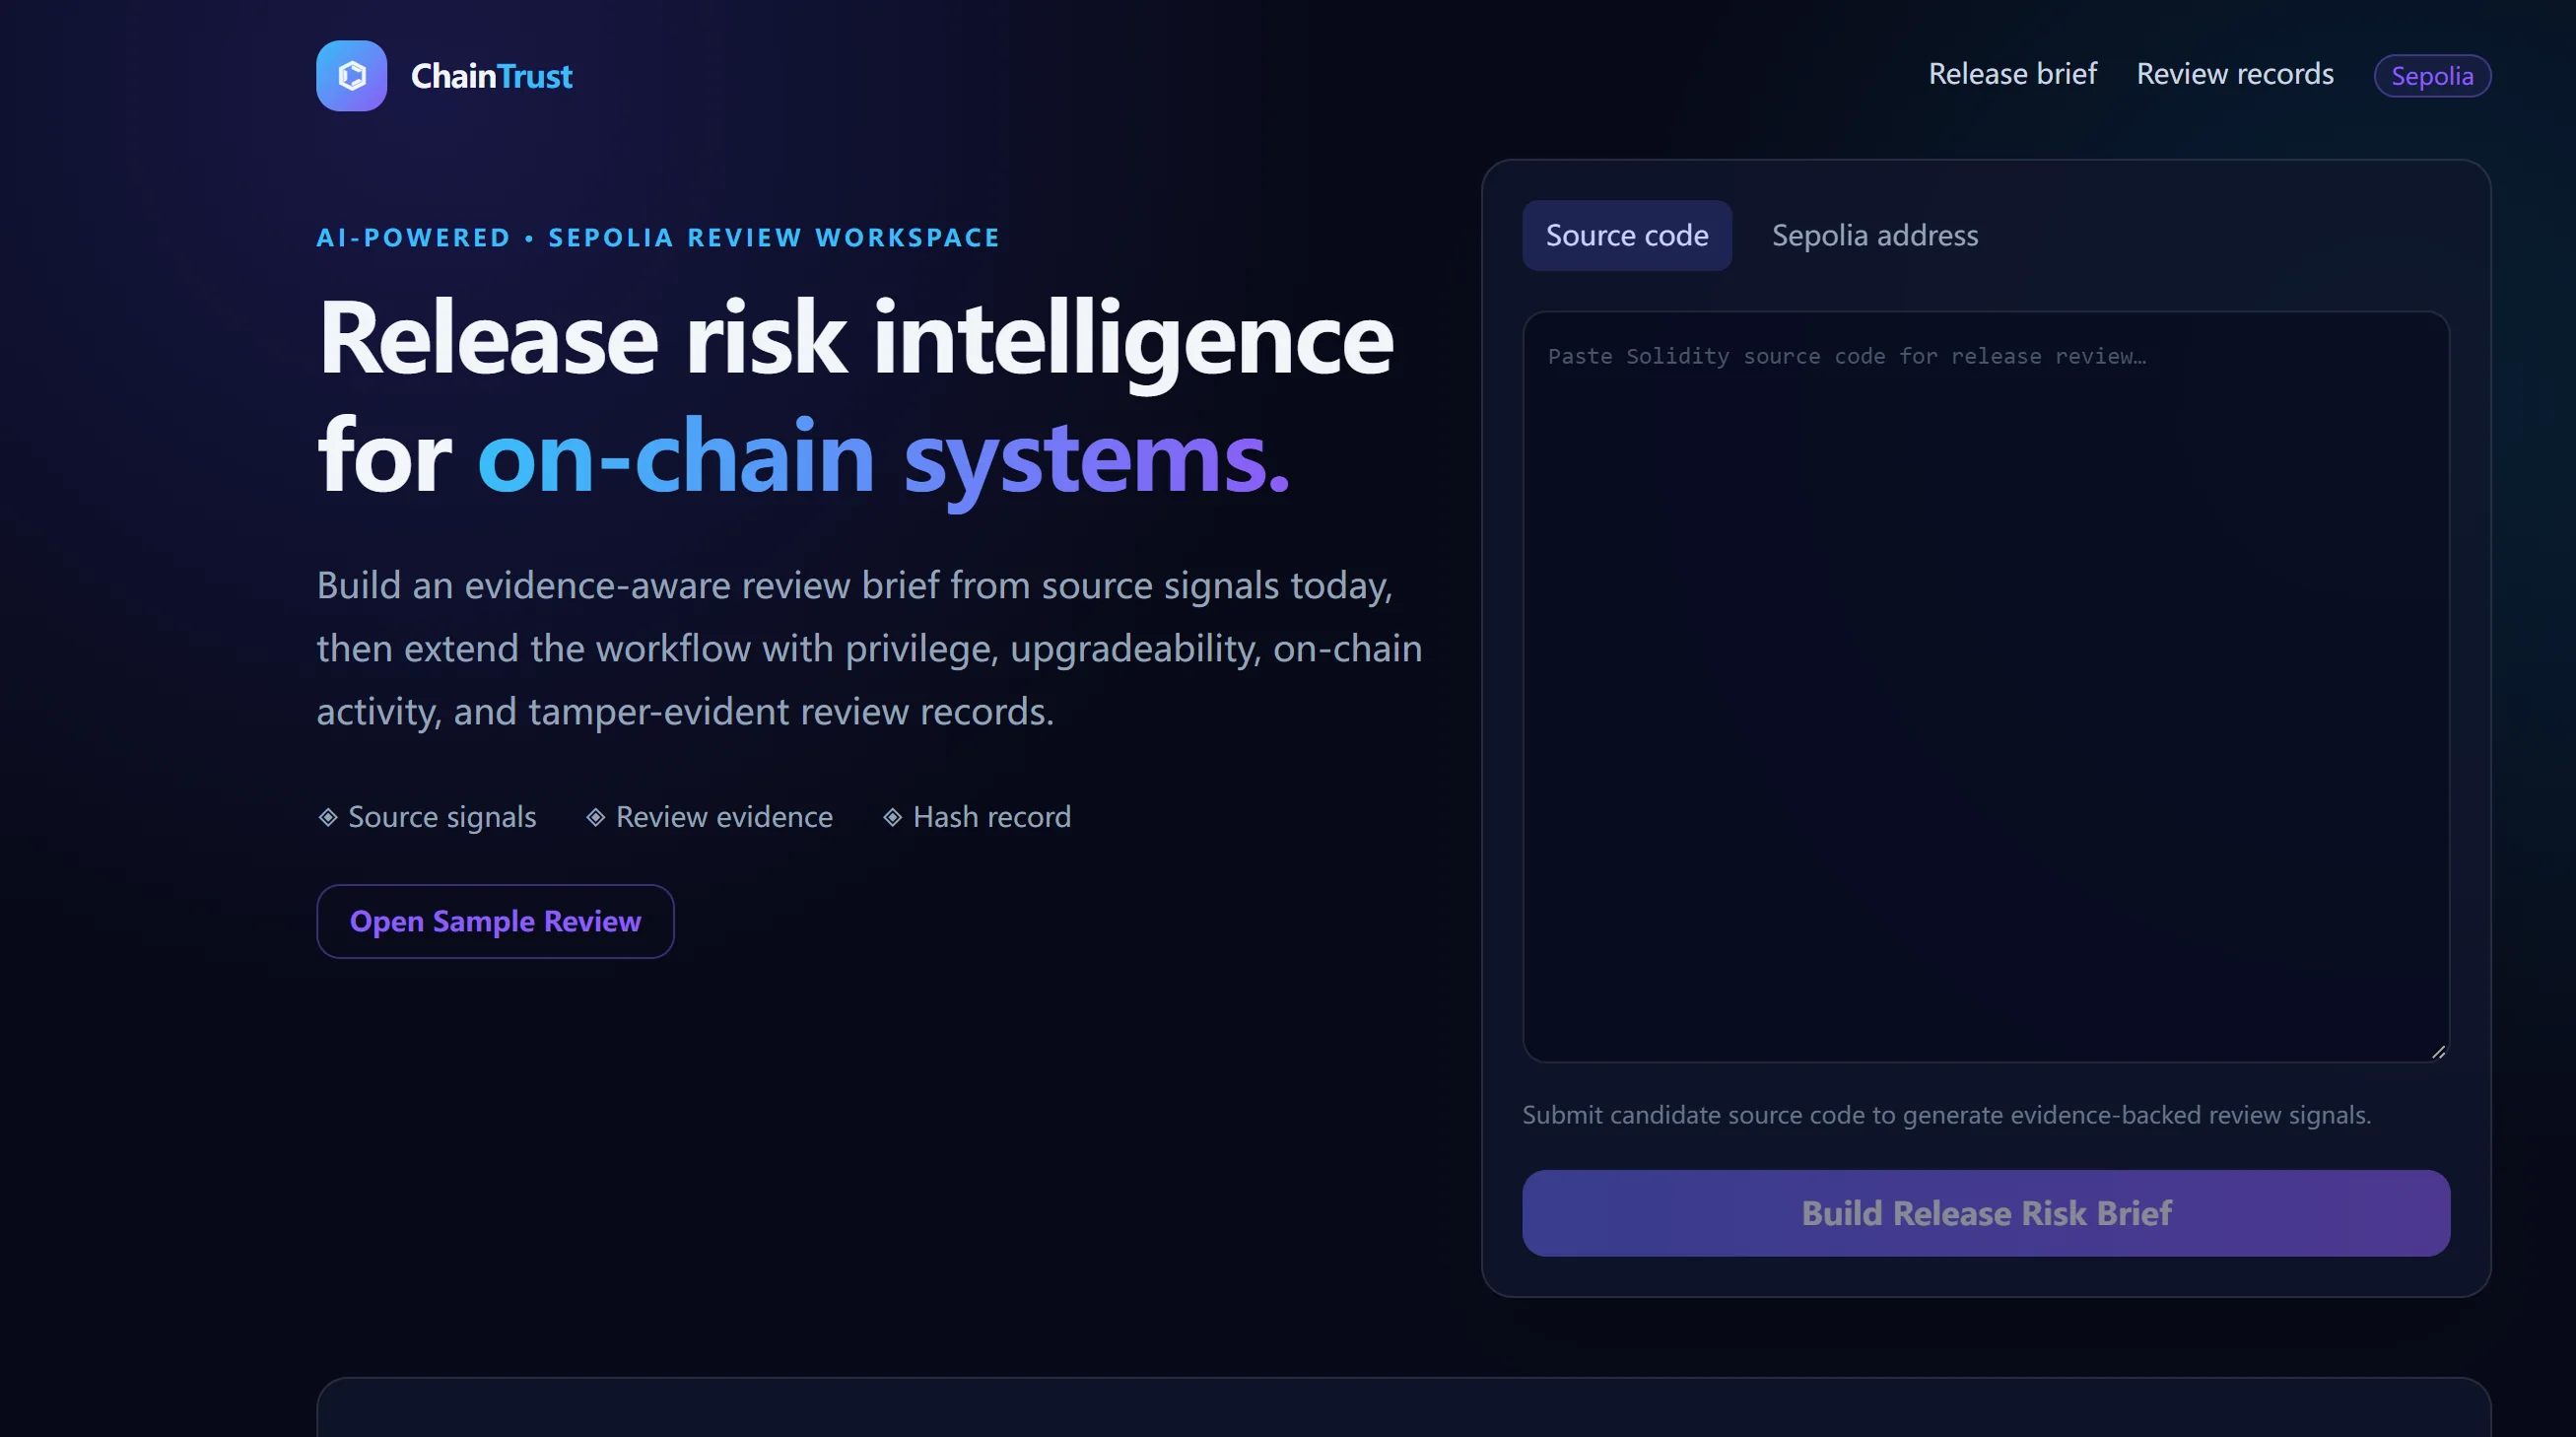 ChainTrust
Release brief
Review records
Sepolia
AI-POWERED • SEPOLIA REVIEW WORKSPACE
Release risk intelligence
for on-chain systems.
Build an evidence-aware review brief from source signals today,
then extend the workflow with privilege, upgradeability, on-chain
activity, and tamper-evident review records.
◈ Source signals
◈ Review evidence
◈ Hash record
Open Sample Review
Source code
Sepolia address
Paste Solidity source code for release review…
Submit candidate source code to generate evidence-backed review signals.
Build Release Risk Brief